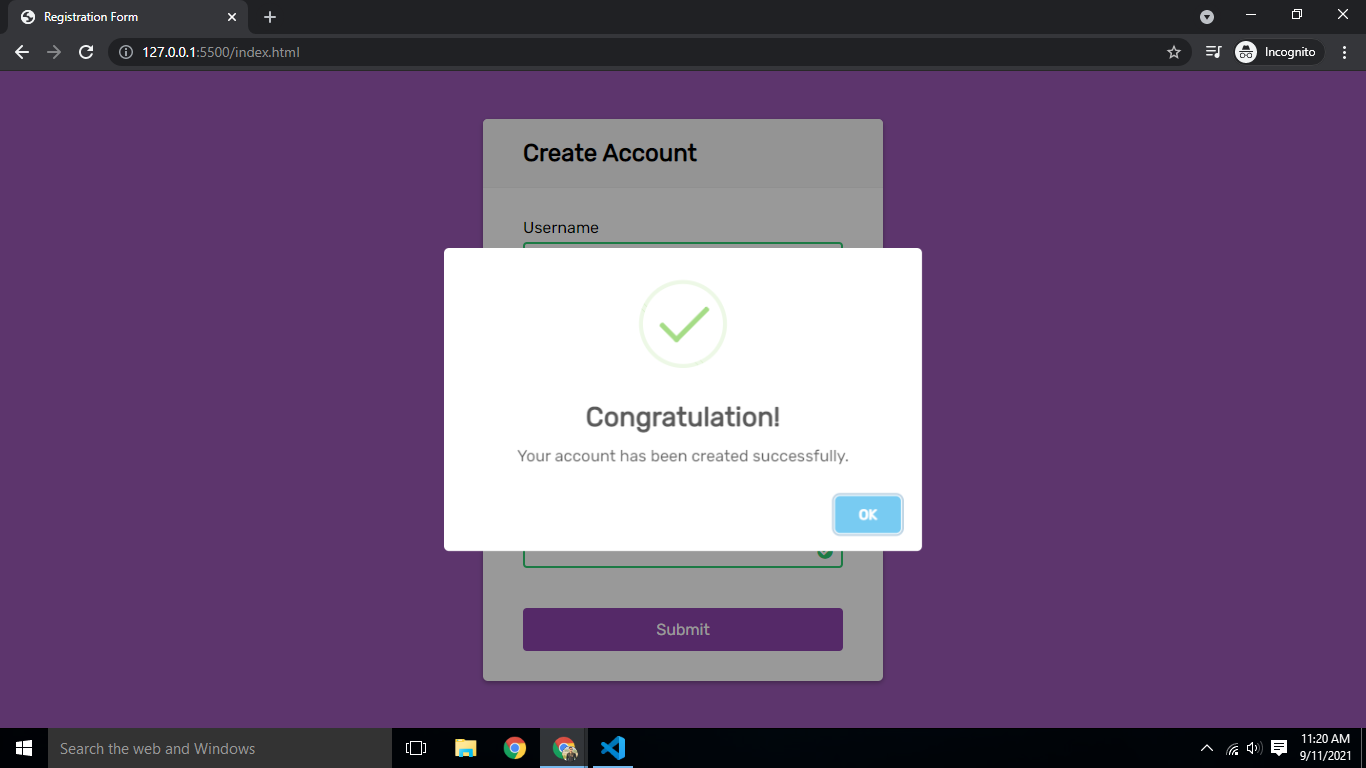 Registration Form
127.0.0.1:5500/index.html
Incognito
Create Account
Username
Congratulation!
Your account has been created successfully.
OK
Submit
Search the web and Windows
11:20 AM
9/11/2021